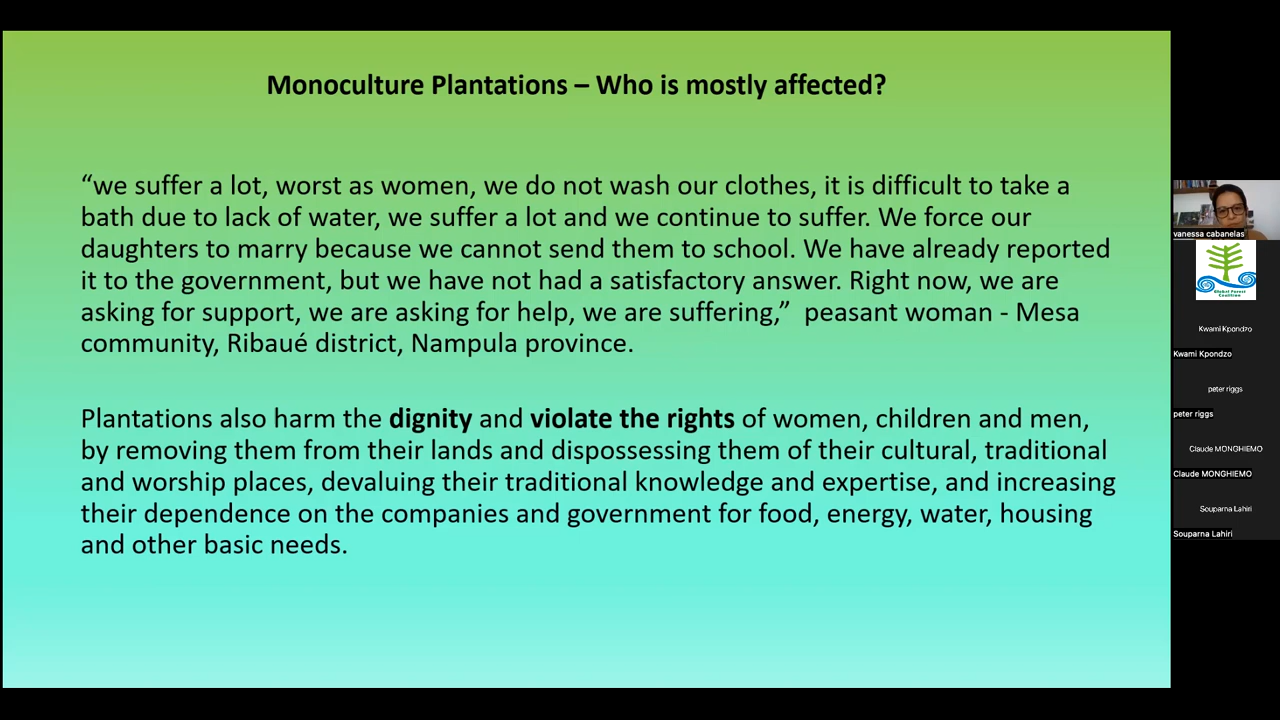 Monoculture Plantations – Who is mostly affected?
“we suffer a lot, worst as women, we do not wash our clothes, it is difficult to take a
bath due to lack of water, we suffer a lot and we continue to suffer. We force our
daughters to marry because we cannot send them to school. We have already reported
it to the government, but we have not had a satisfactory answer. Right now, we are
asking for support, we are asking for help, we are suffering,”  peasant woman - Mesa
community, Ribaué district, Nampula province.
Plantations also harm the dignity and violate the rights of women, children and men,
by removing them from their lands and dispossessing them of their cultural, traditional
and worship places, devaluing their traditional knowledge and expertise, and increasing
their dependence on the companies and government for food, energy, water, housing
and other basic needs.
vanessa cabanelas
Global Forest
Coalition
Kwami Kpondzo
Kwami Kpondzo
peter riggs
peter riggs
Claude MONGHIEMO
Claude MONGHIEMO
Souparna Lahiri
Souparna Lahiri